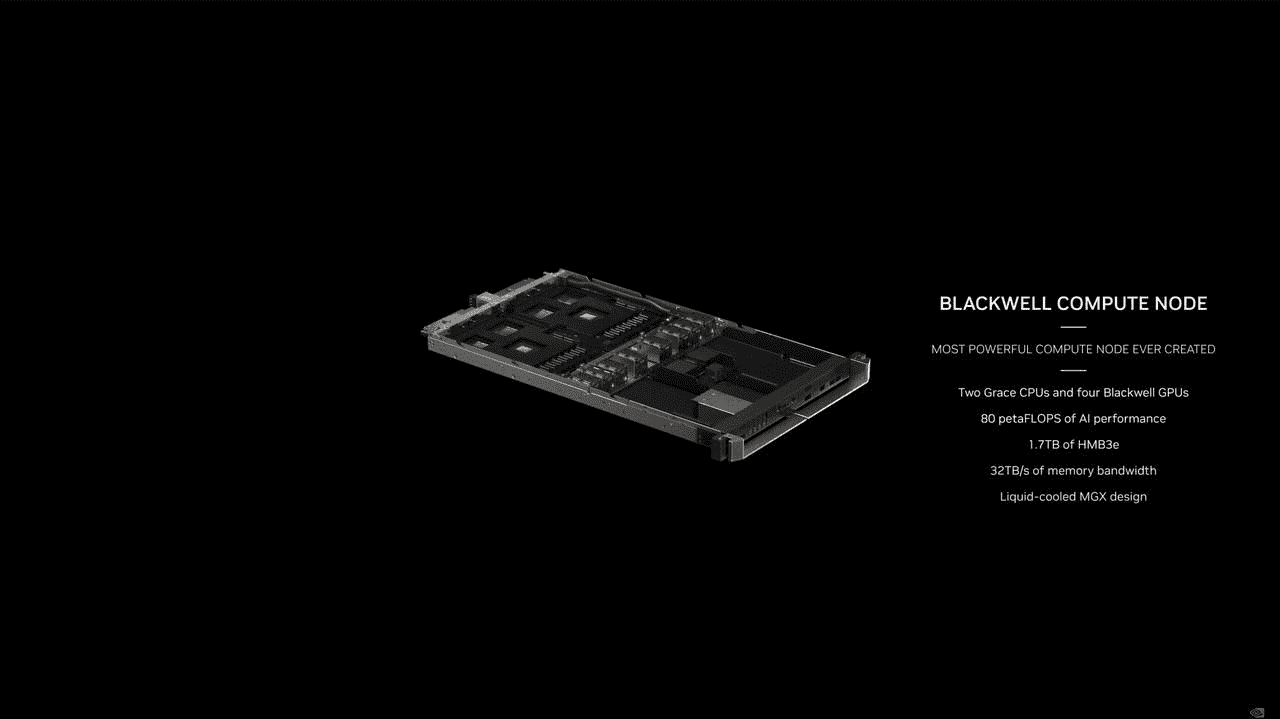 BLACKWELL COMPUTE NODE
MOST POWERFUL COMPUTE NODE EVER CREATED
Two Grace CPUs and four Blackwell GPUs
80 petaFLOPS of AI performance
1.7TB of HMB3e
32TB/s of memory bandwidth
Liquid-cooled MGX design